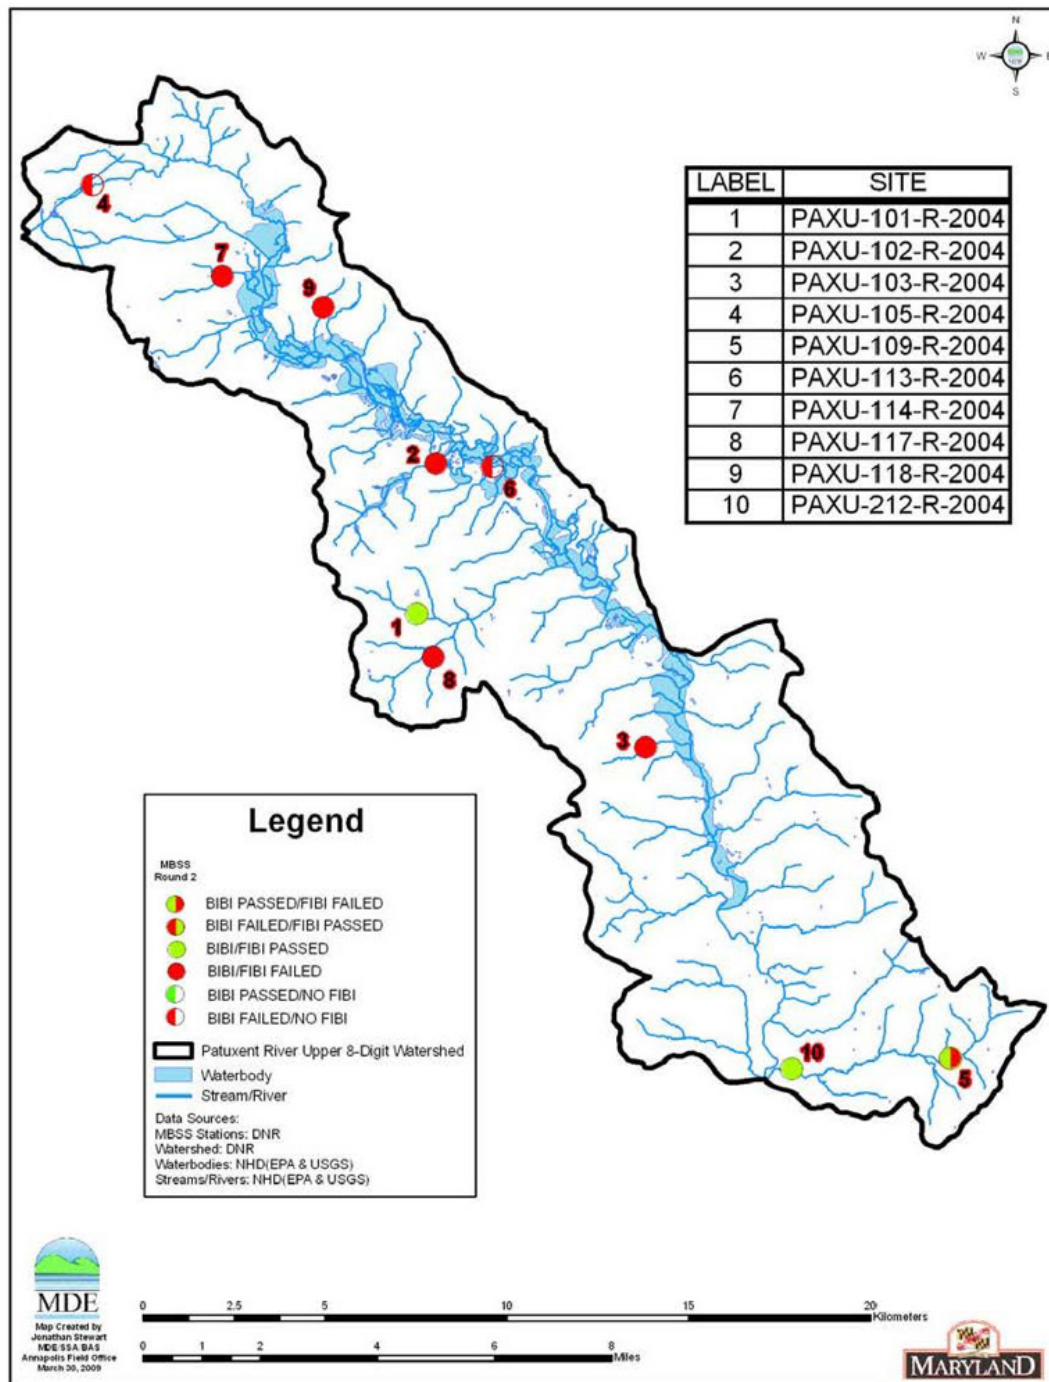 N
W
S
LABEL SITE
1 PAXU-101-R-2004
2 PAXU-102-R-2004
3 PAXU-103-R-2004
4 PAXU-105-R-2004
5 PAXU-109-R-2004
6 PAXU-113-R-2004
7 PAXU-114-R-2004
8 PAXU-117-R-2004
9 PAXU-118-R-2004
10 PAXU-212-R-2004
4
7
9
2
6
1
8
3
10
5
Legend
MBSS
Round 2
BIBI PASSED/FIBI FAILED
BIBI FAILED/FIBI PASSED
BIBI/FIBI PASSED
BIBI/FIBI FAILED
BIBI PASSED/NO FIBI
BIBI FAILED/NO FIBI
Patuxent River Upper 8-Digit Watershed
Waterbody
Stream/River
Data Sources:
MBSS Stations: DNR
Watershed: DNR
Waterbodies: NHD(EPA & USGS)
Streams/Rivers: NHD(EPA & USGS)
MDE
Map Created by
Jonathan Stewart
MDE/SSA/BAS
Annapolis Field Office
March 30, 2009
0 2.5 5 10 15 20
Kilometers
0 1 2 4 6 8
Miles
MARYLAND